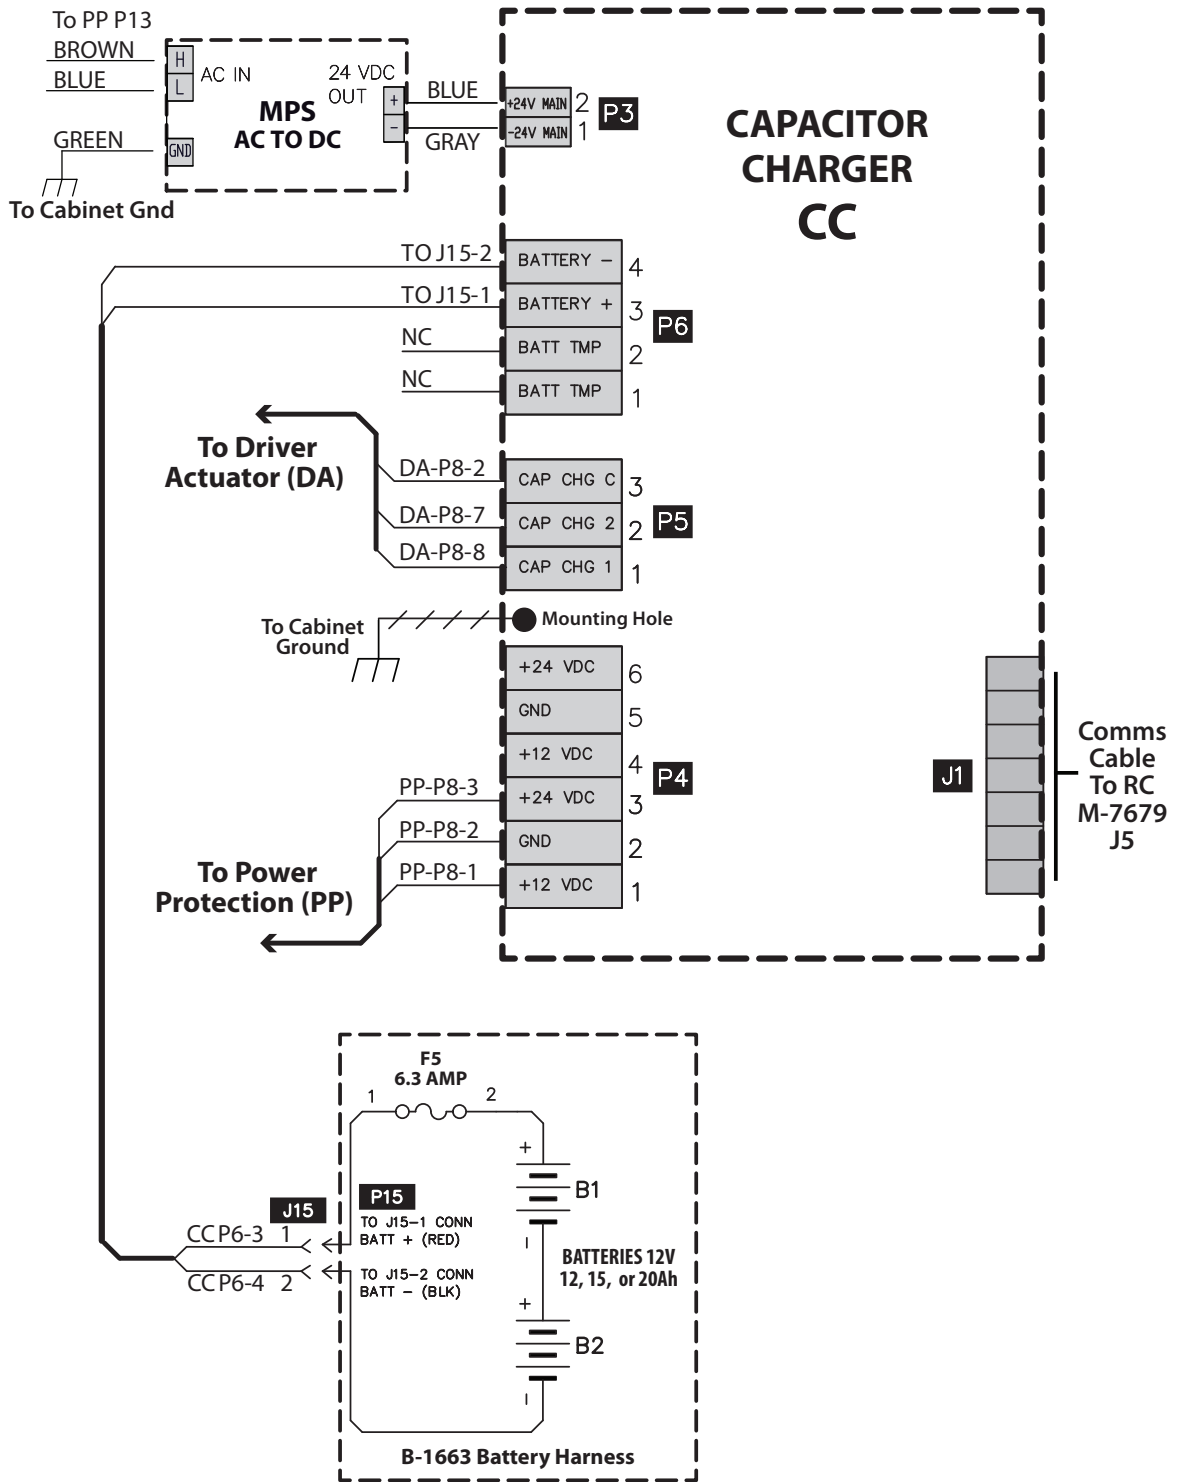 To PP P13
BROWN
BLUE
GREEN
To Cabinet Gnd
H
L
AC IN
GND
MPS
AC TO DC
24 VDC
OUT
+
−
BLUE
GRAY
+24V MAIN 2
-24V MAIN 1
P3
CAPACITOR
CHARGER
CC
TO J15-2
BATTERY − 4
TO J15-1
BATTERY + 3
NC
BATT TMP 2
NC
BATT TMP 1
P6
To Driver
Actuator (DA)
DA-P8-2
CAP CHG C 3
DA-P8-7
CAP CHG 2 2
DA-P8-8
CAP CHG 1 1
P5
To Cabinet
Ground
Mounting Hole
+24 VDC 6
GND 5
+12 VDC 4
PP-P8-3
+24 VDC 3
PP-P8-2
GND 2
PP-P8-1
+12 VDC 1
P4
To Power
Protection (PP)
J1
Comms
Cable
To RC
M-7679
J5
F5
6.3 AMP
1 2
+
B1
−
BATTERIES 12V
12, 15, or 20Ah
+
B2
−
J15
P15
CC P6-3 1
TO J15-1 CONN
BATT + (RED)
CC P6-4 2
TO J15-2 CONN
BATT − (BLK)
B-1663 Battery Harness